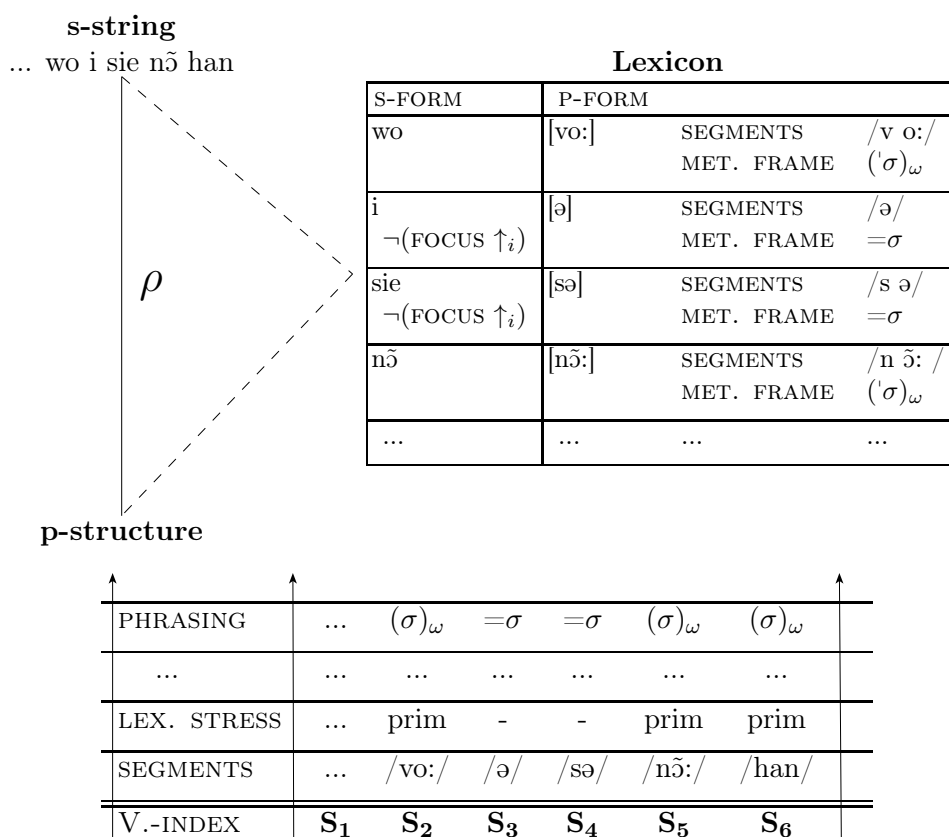 s-string
... wo i sie nɔ̃ han
Lexicon
S-FORM P-FORM
wo [vo:] SEGMENTS /v o:/
MET. FRAME (ˈσ)ω
i [ə] SEGMENTS /ə/
¬(FOCUS ↑i) MET. FRAME =σ
sie [sə] SEGMENTS /s ə/
¬(FOCUS ↑i) MET. FRAME =σ
nɔ̃ [nɔ̃:] SEGMENTS /n ɔ̃: /
MET. FRAME (ˈσ)ω
... ... ... ...
ρ
p-structure
PHRASING ... (σ)ω =σ =σ (σ)ω (σ)ω
... ... ... ... ... ... ...
LEX. STRESS ... prim - - prim prim
SEGMENTS ... /vo:/ /ə/ /sə/ /nɔ̃:/ /han/
V.-INDEX S1 S2 S3 S4 S5 S6